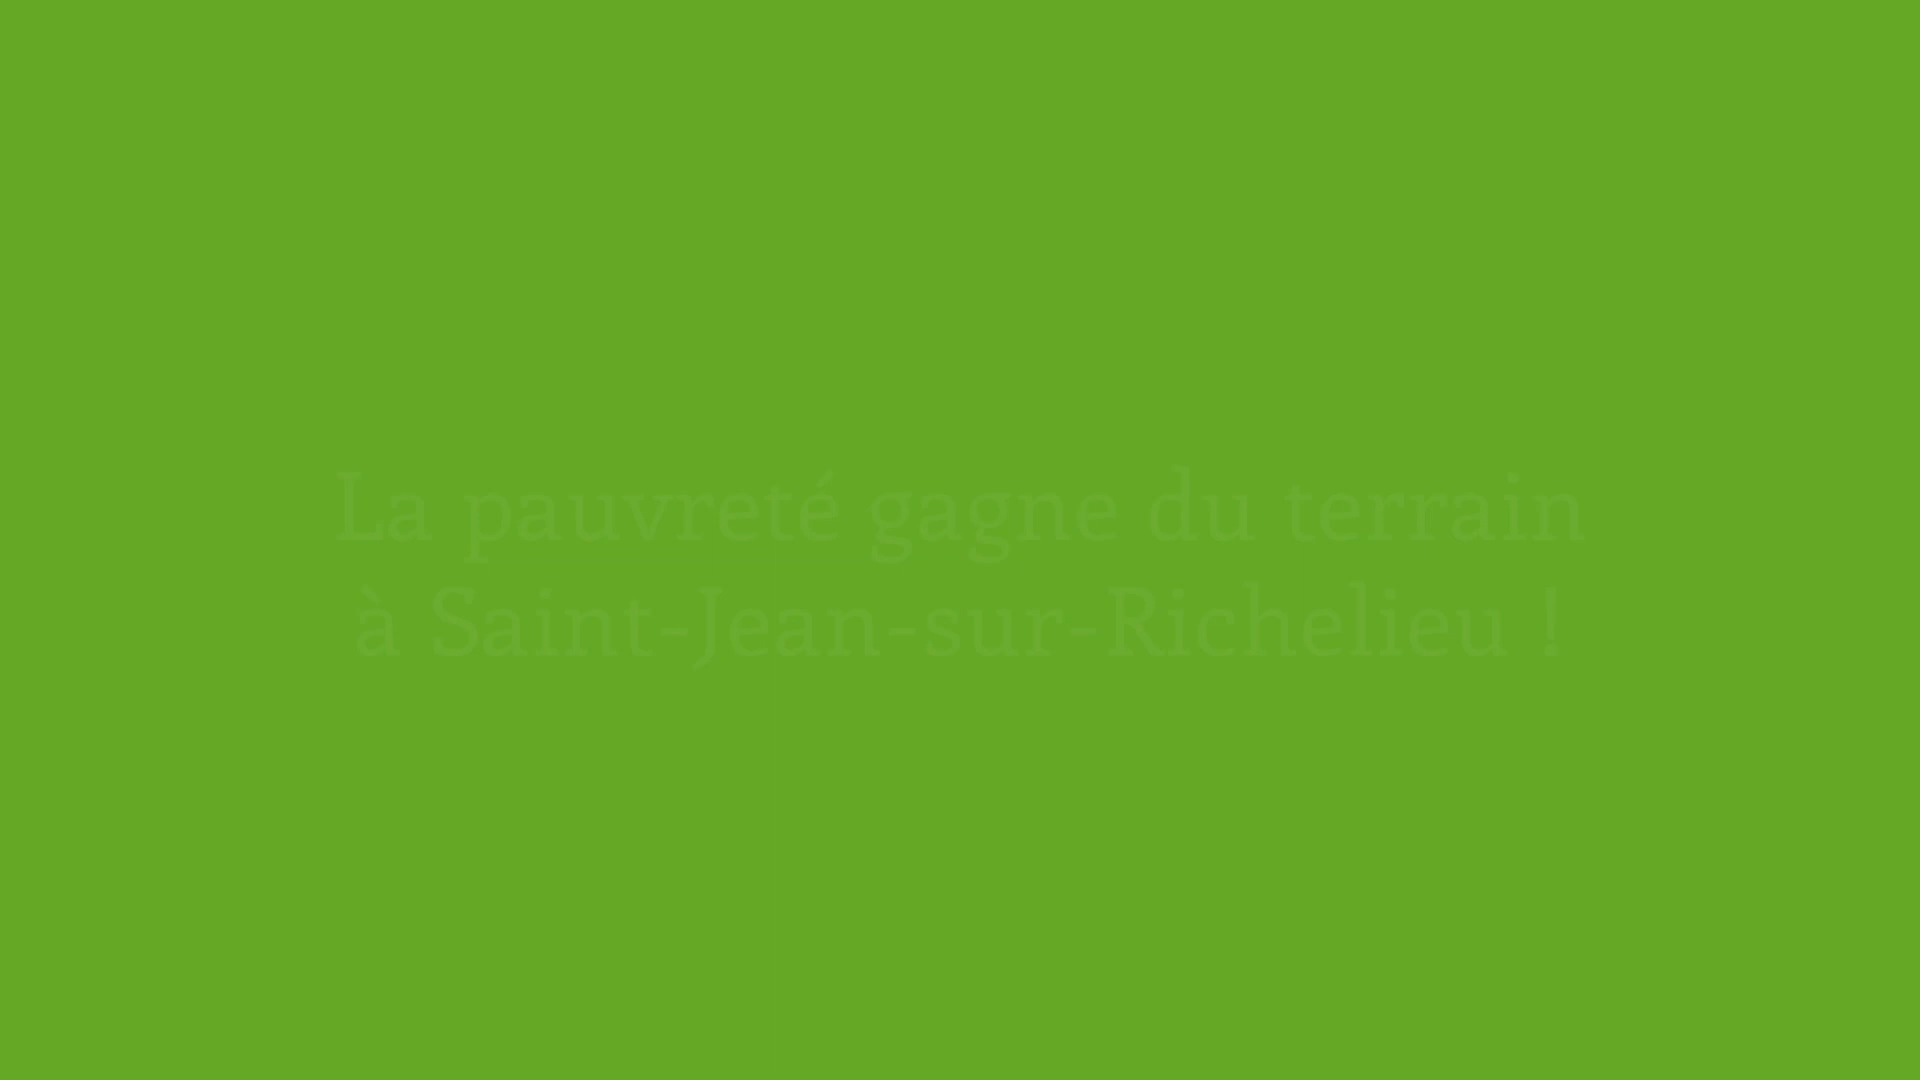 La pauvreté gagne du terrain
à Saint-Jean-sur-Richelieu !